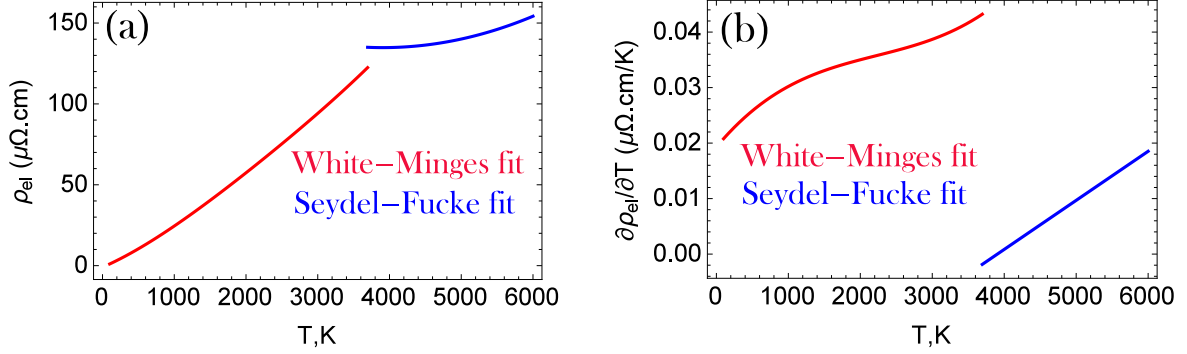 (a)
150
100
50
0
ρel (μΩ.cm)
White−Minges fit
Seydel−Fucke fit
0 1000 2000 3000 4000 5000 6000
T,K
(b)
0.04
0.03
0.02
0.01
0.00
∂ρel/∂T (μΩ.cm/K)
White−Minges fit
Seydel−Fucke fit
0 1000 2000 3000 4000 5000 6000
T,K